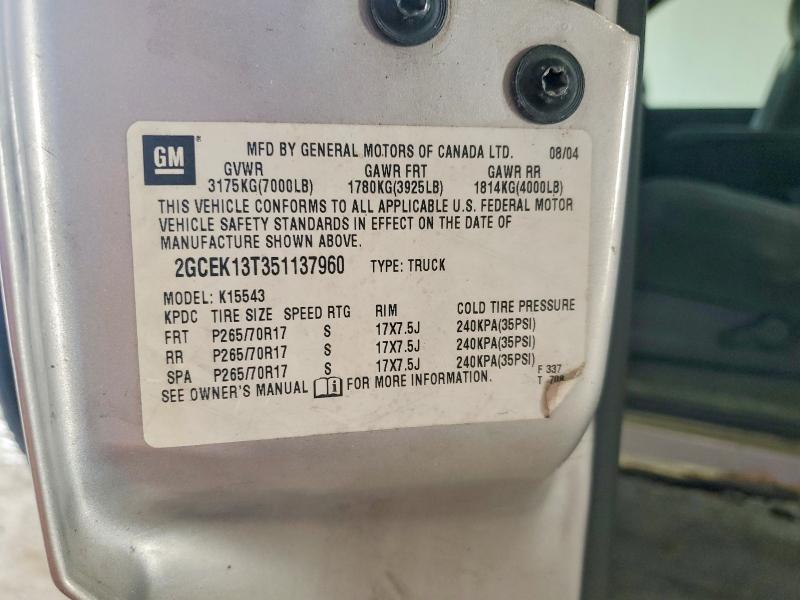 GM
MFD BY GENERAL MOTORS OF CANADA LTD. 08/04
GVWR GAWR FRT GAWR RR
3175KG(7000LB) 1780KG(3925LB) 1814KG(4000LB)
THIS VEHICLE CONFORMS TO ALL APPLICABLE U.S. FEDERAL MOTOR
VEHICLE SAFETY STANDARDS IN EFFECT ON THE DATE OF
MANUFACTURE SHOWN ABOVE.
2GCEK13T351137960 TYPE: TRUCK
MODEL: K15543
KPDC TIRE SIZE SPEED RTG RIM COLD TIRE PRESSURE
FRT P265/70R17 S 17X7.5J 240KPA(35PSI)
RR P265/70R17 S 17X7.5J 240KPA(35PSI)
SPA P265/70R17 S 17X7.5J 240KPA(35PSI)
SEE OWNER'S MANUAL FOR MORE INFORMATION.
F 337
T 708